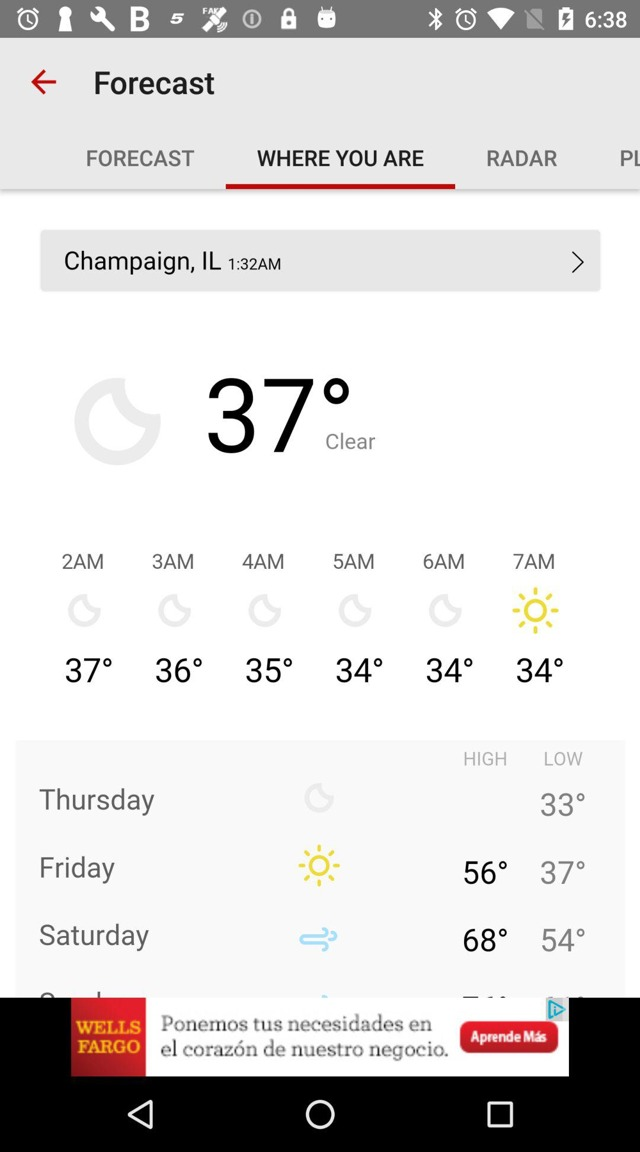 6:38
Forecast
FORECAST WHERE YOU ARE RADAR PL
Champaign, IL 1:32AM
37°
Clear
2AM 3AM 4AM 5AM 6AM 7AM
37° 36° 35° 34° 34° 34°
HIGH LOW
Thursday 33°
Friday 56° 37°
Saturday 68° 54°
WELLS
FARGO
Ponemos tus necesidades en
el corazón de nuestro negocio.
Aprende Más